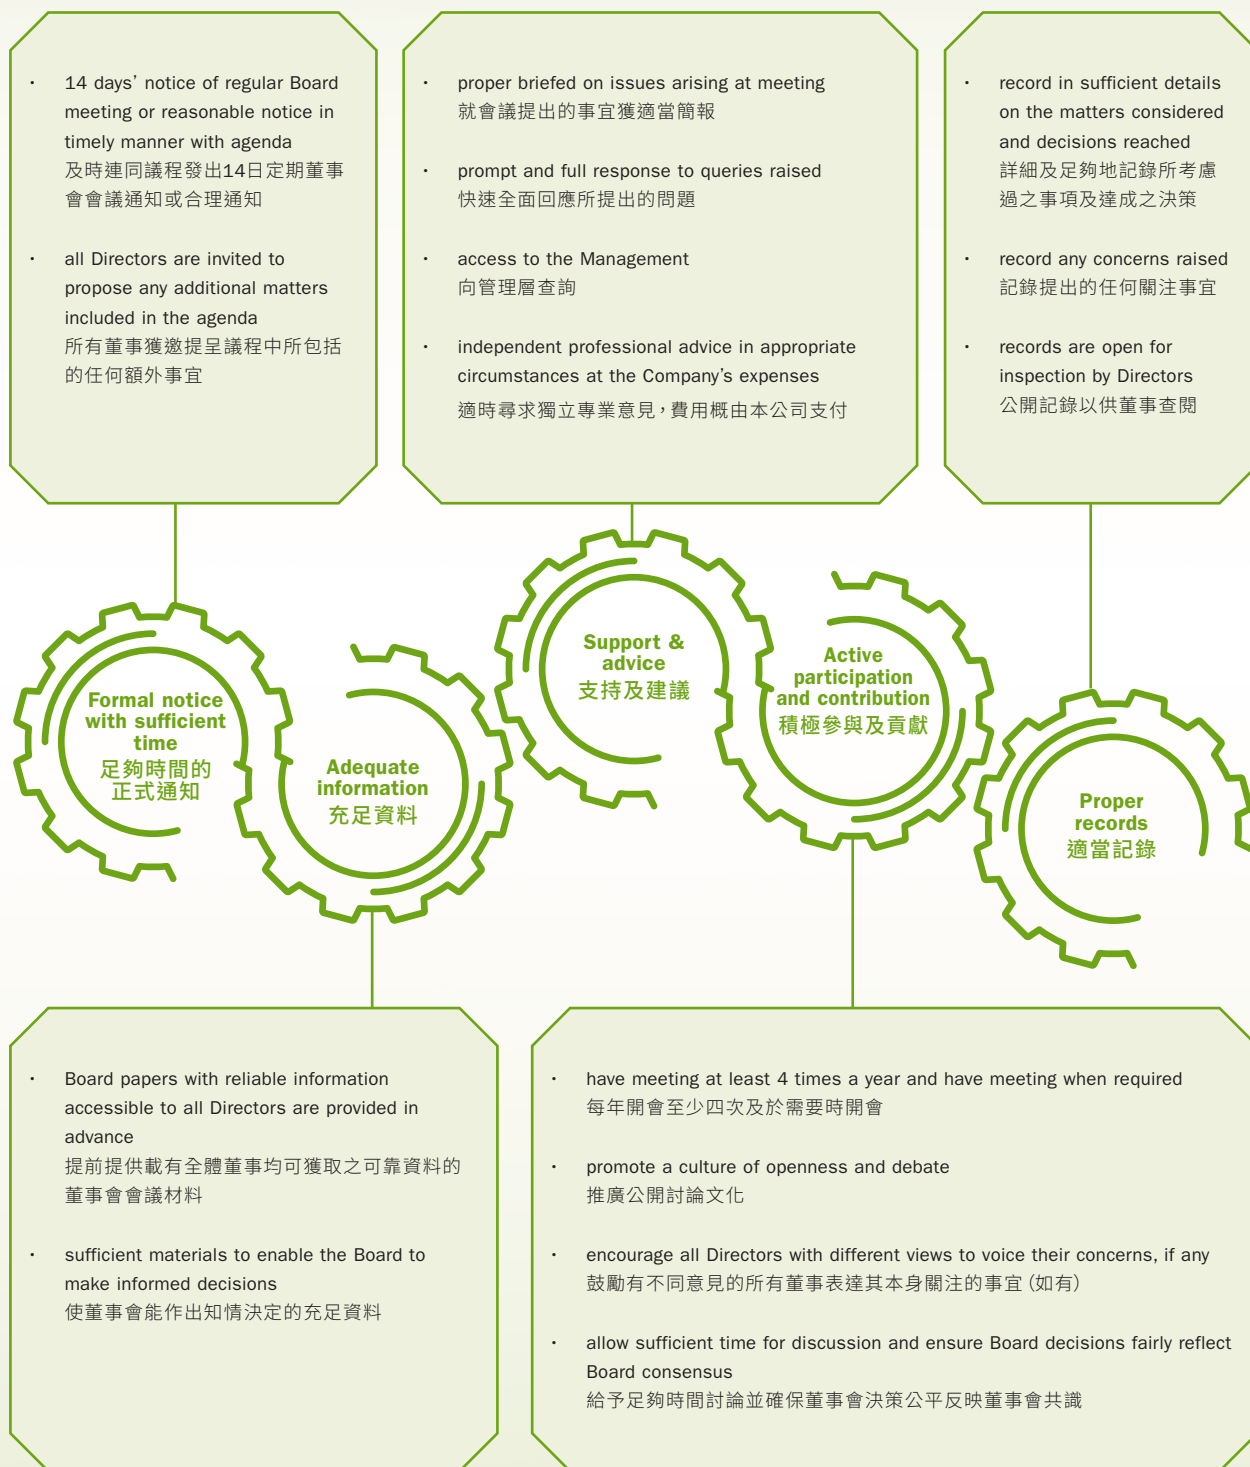 · 14 days’ notice of regular Board
meeting or reasonable notice in
timely manner with agenda
及時連同議程發出14日定期董事
會會議通知或合理通知
· all Directors are invited to
propose any additional matters
included in the agenda
所有董事獲邀提呈議程中所包括
的任何額外事宜
· proper briefed on issues arising at meeting
就會議提出的事宜獲適當簡報
· prompt and full response to queries raised
快速全面回應所提出的問題
· access to the Management
向管理層查詢
· independent professional advice in appropriate
circumstances at the Company’s expenses
適時尋求獨立專業意見，費用概由本公司支付
· record in sufficient details
on the matters considered
and decisions reached
詳細及足夠地記錄所考慮
過之事項及達成之決策
· record any concerns raised
記錄提出的任何關注事宜
· records are open for
inspection by Directors
公開記錄以供董事查閱
Formal notice
with sufficient
time
足夠時間的
正式通知
Adequate
information
充足資料
Support &
advice
支持及建議
Active
participation
and contribution
積極參與及貢獻
Proper
records
適當記錄
· Board papers with reliable information
accessible to all Directors are provided in
advance
提前提供載有全體董事均可獲取之可靠資料的
董事會會議材料
· sufficient materials to enable the Board to
make informed decisions
使董事會能作出知情決定的充足資料
· have meeting at least 4 times a year and have meeting when required
每年開會至少四次及於需要時開會
· promote a culture of openness and debate
推廣公開討論文化
· encourage all Directors with different views to voice their concerns, if any
鼓勵有不同意見的所有董事表達其本身關注的事宜（如有）
· allow sufficient time for discussion and ensure Board decisions fairly reflect
Board consensus
給予足夠時間討論並確保董事會決策公平反映董事會共識